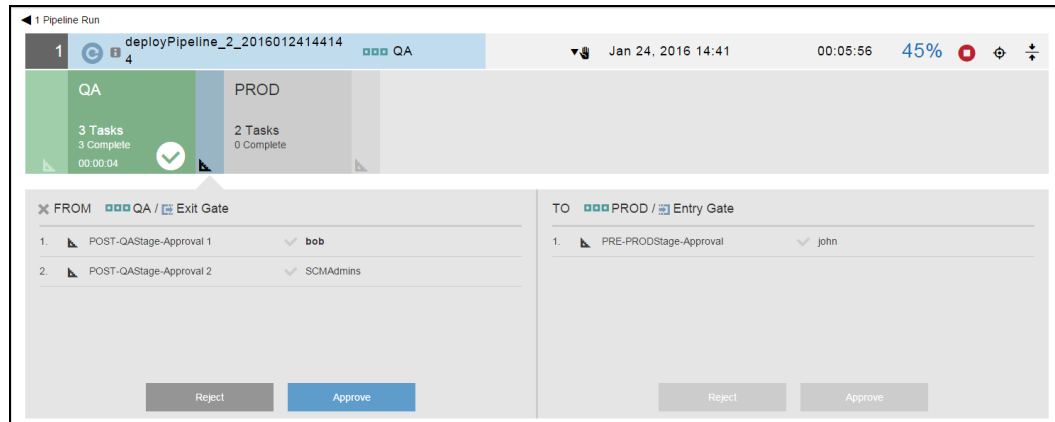 1 Pipeline Run
1 deployPipeline_2_2016012414414 QA Jan 24, 2016 14:41 00:05:56 45%
4
QA PROD
3 Tasks 2 Tasks
3 Complete 0 Complete
00:00:04
FROM QA / Exit Gate TO PROD / Entry Gate
1. POST-QAStage-Approval 1 bob 1. PRE-PRODStage-Approval john
2. POST-QAStage-Approval 2 SCMAdmins
Reject Approve Reject Approve